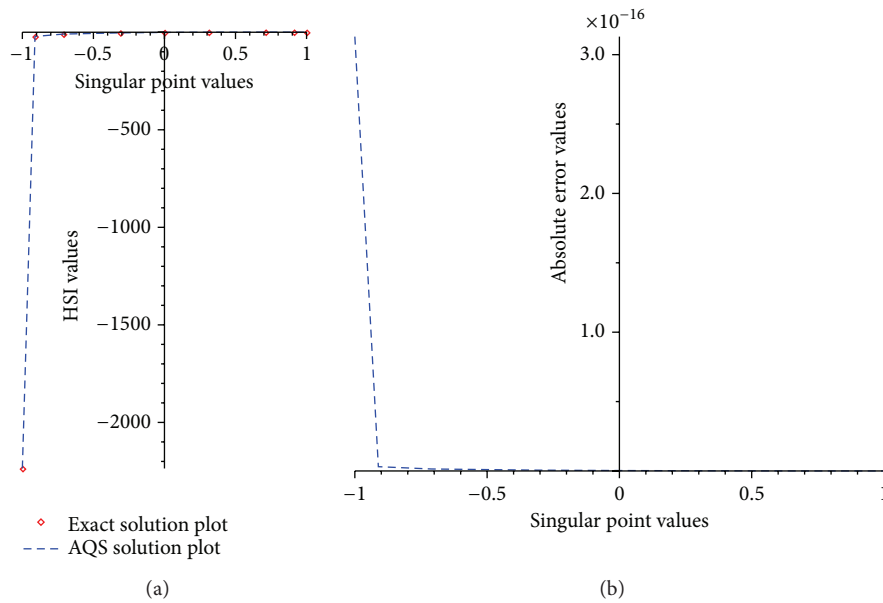 −1
−0.5
0
0.5
1
Singular point values
−500
−1000
−1500
−2000
HSI values
Exact solution plot
AQS solution plot
(a)
×10−16
3.0
2.0
1.0
Absolute error values
−1
−0.5
0
0.5
1
Singular point values
(b)